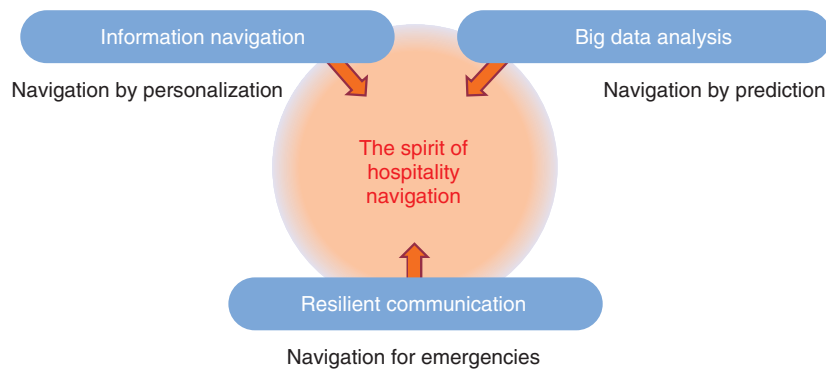 Information navigation
Big data analysis
Navigation by personalization
Navigation by prediction
The spirit of
hospitality
navigation
Resilient communication
Navigation for emergencies